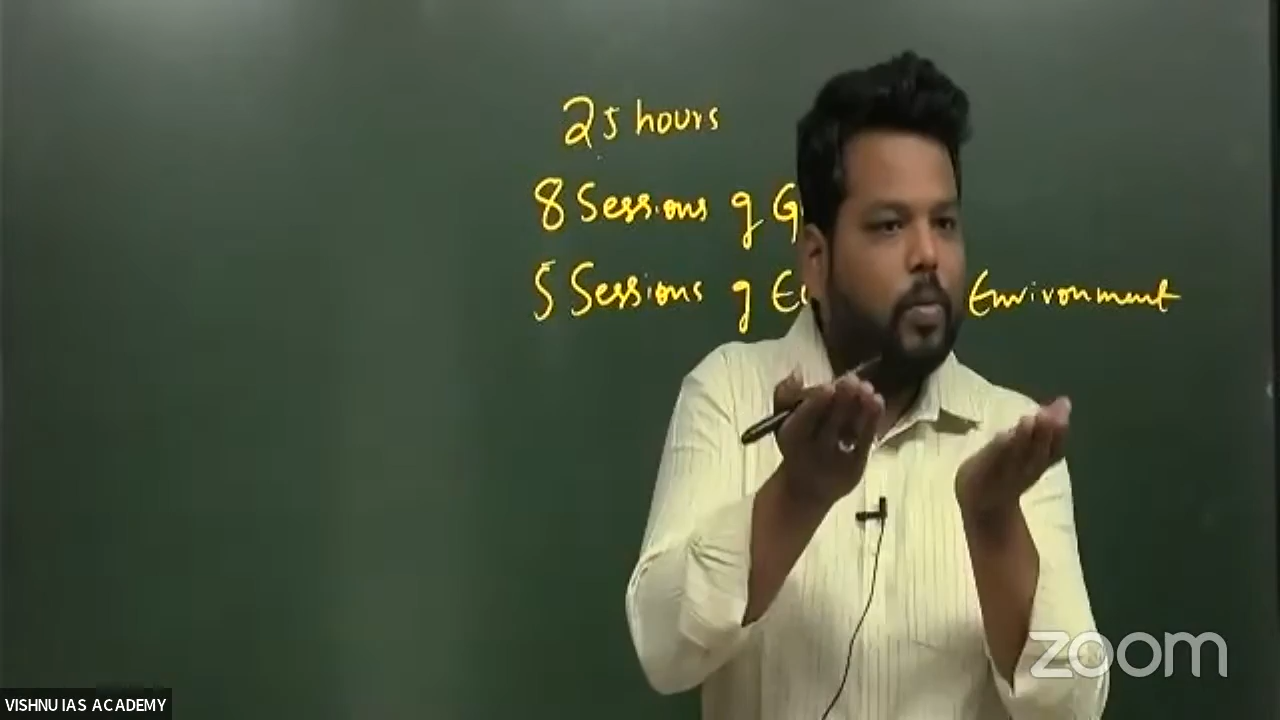 25 hours
8 Sessions of
5 Sessions of Environment
zoom
VISHNU IAS ACADEMY